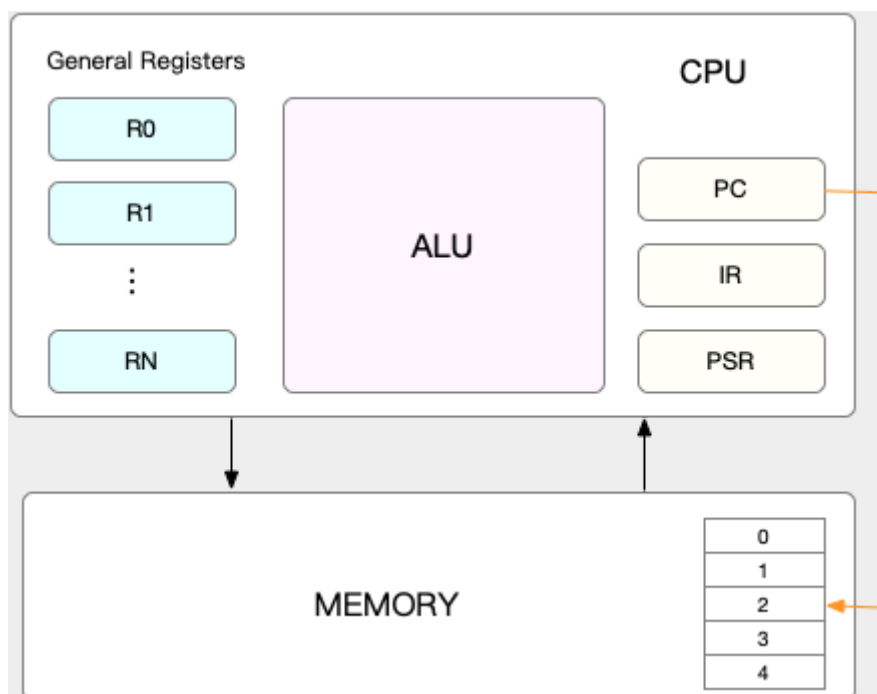 General Registers
CPU
R0
R1
⋮
RN
ALU
PC
IR
PSR
MEMORY
0
1
2
3
4